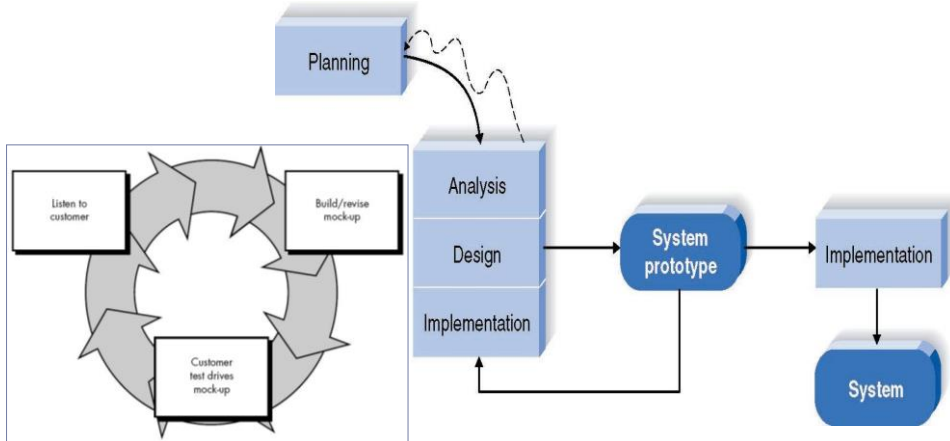 Planning
Listen to
customer
Build/revise
mock-up
Customer
test drives
mock-up
Analysis
Design
Implementation
System
prototype
Implementation
System